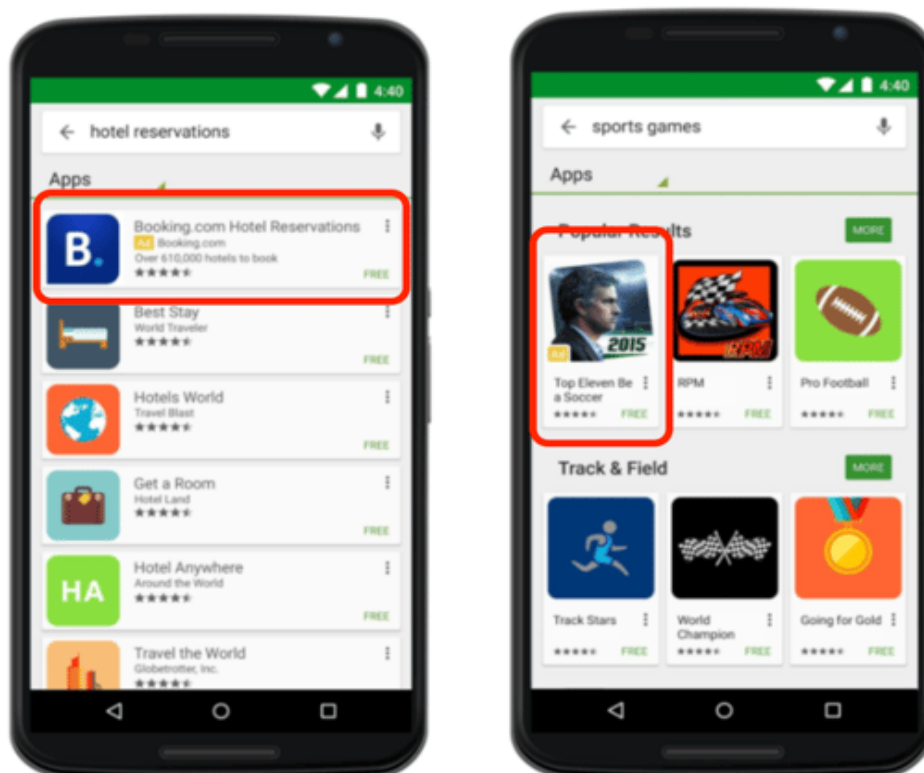 4:40
hotel reservations
Apps
B.
Booking.com Hotel Reservations
Ad Booking.com
Over 610,000 hotels to book
FREE
Best Stay
World Traveler
FREE
Hotels World
Travel Blast
FREE
Get a Room
Hotel Land
FREE
HA
Hotel Anywhere
Around the World
FREE
Travel the World
Globetrotter, Inc.
4:40
sports games
Apps
Popular Results
MORE
2015
Ad
RPM
Top Eleven Be
a Soccer
FREE
RPM
FREE
Pro Football
FREE
Track & Field
MORE
Track Stars
FREE
World
Champion
FREE
Going for Gold
FREE